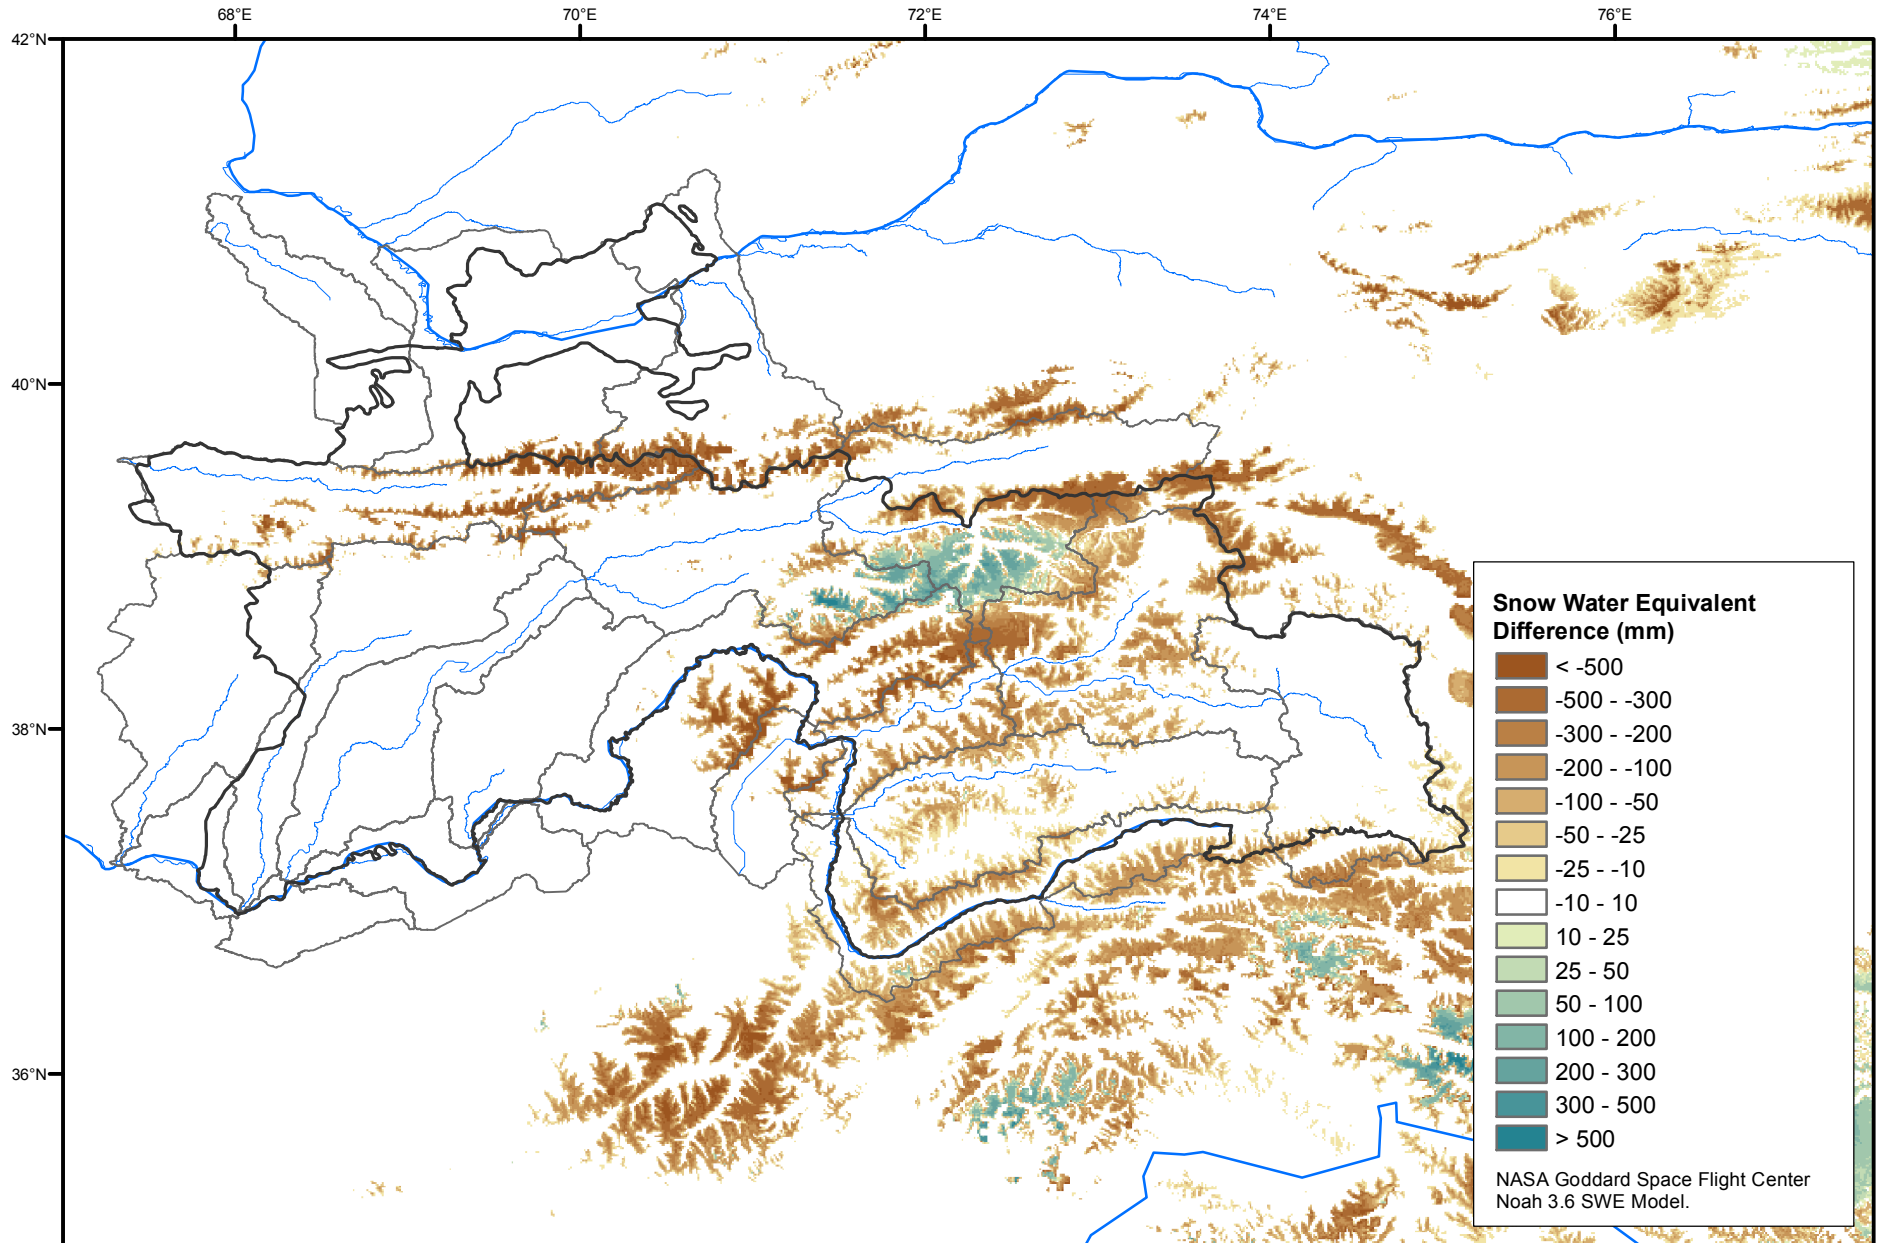 68°E
70°E
72°E
74°E
76°E
42°N
40°N
38°N
36°N
Snow Water Equivalent
Difference (mm)
< -500
-500 - -300
-300 - -200
-200 - -100
-100 - -50
-50 - -25
-25 - -10
-10 - 10
10 - 25
25 - 50
50 - 100
100 - 200
200 - 300
300 - 500
> 500
NASA Goddard Space Flight Center
Noah 3.6 SWE Model.